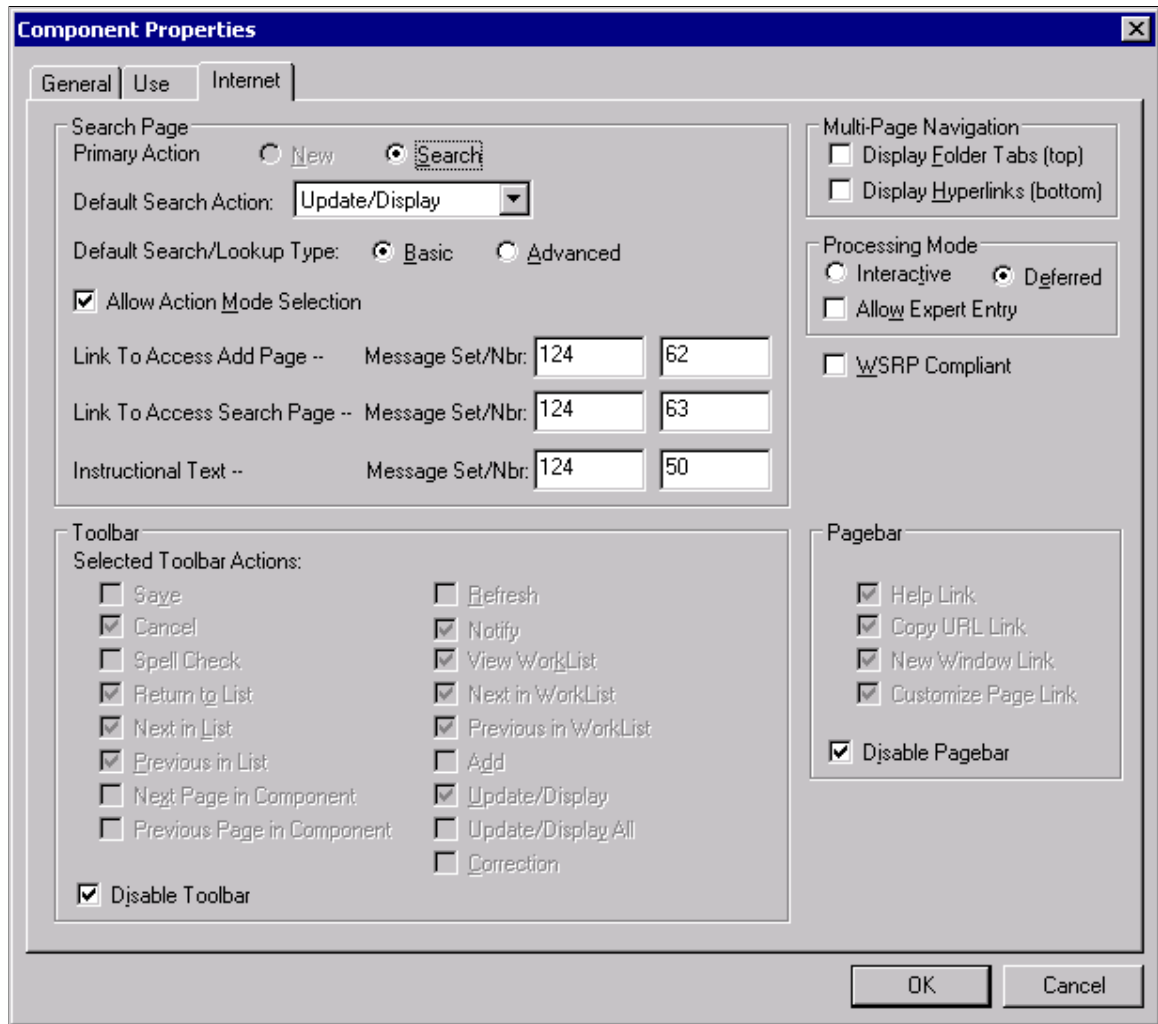 Component Properties
General Use Internet
Search Page
Primary Action New Search
Default Search Action: Update/Display
Default Search/Lookup Type: Basic Advanced
Allow Action Mode Selection
Link To Access Add Page -- Message Set/Nbr: 124 62
Link To Access Search Page -- Message Set/Nbr: 124 63
Instructional Text -- Message Set/Nbr: 124 50
Multi-Page Navigation
Display Folder Tabs (top)
Display Hyperlinks (bottom)
Processing Mode
Interactive Deferred
Allow Expert Entry
WSRP Compliant
Toolbar
Selected Toolbar Actions:
Save
Cancel
Spell Check
Return to List
Next in List
Previous in List
Next Page in Component
Previous Page in Component
Refresh
Notify
View WorkList
Next in WorkList
Previous in WorkList
Add
Update/Display
Update/Display All
Correction
Disable Toolbar
Pagebar
Help Link
Copy URL Link
New Window Link
Customize Page Link
Disable Pagebar
OK Cancel